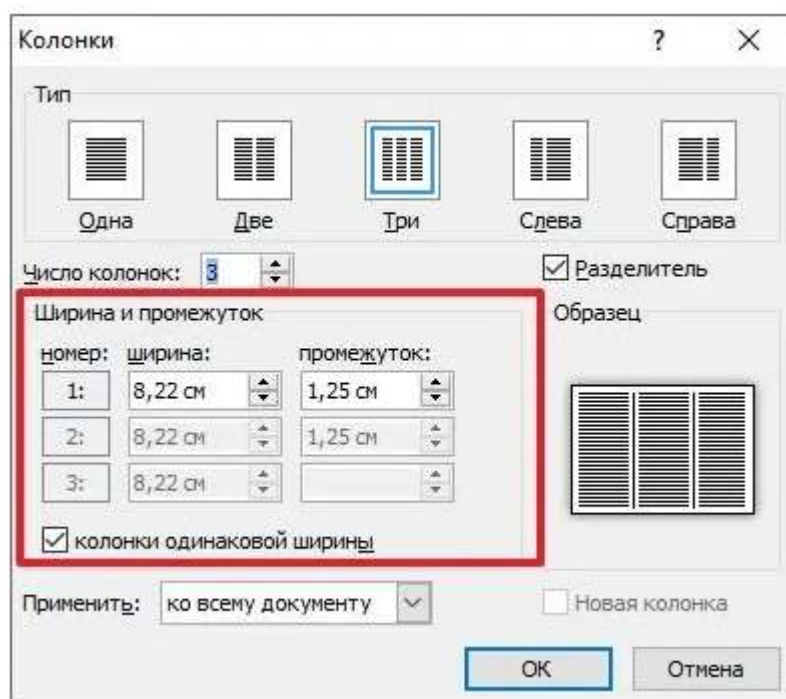 Колонки ? ×
Тип
Одна Две Три Слева Справа
Число колонок: 3 Разделитель
Ширина и промежуток Образец
номер: ширина: промежуток:
1: 8,22 см 1,25 см
2: 8,22 см 1,25 см
3: 8,22 см
колонки одинаковой ширины
Применить: ко всему документу Новая колонка
ОК Отмена